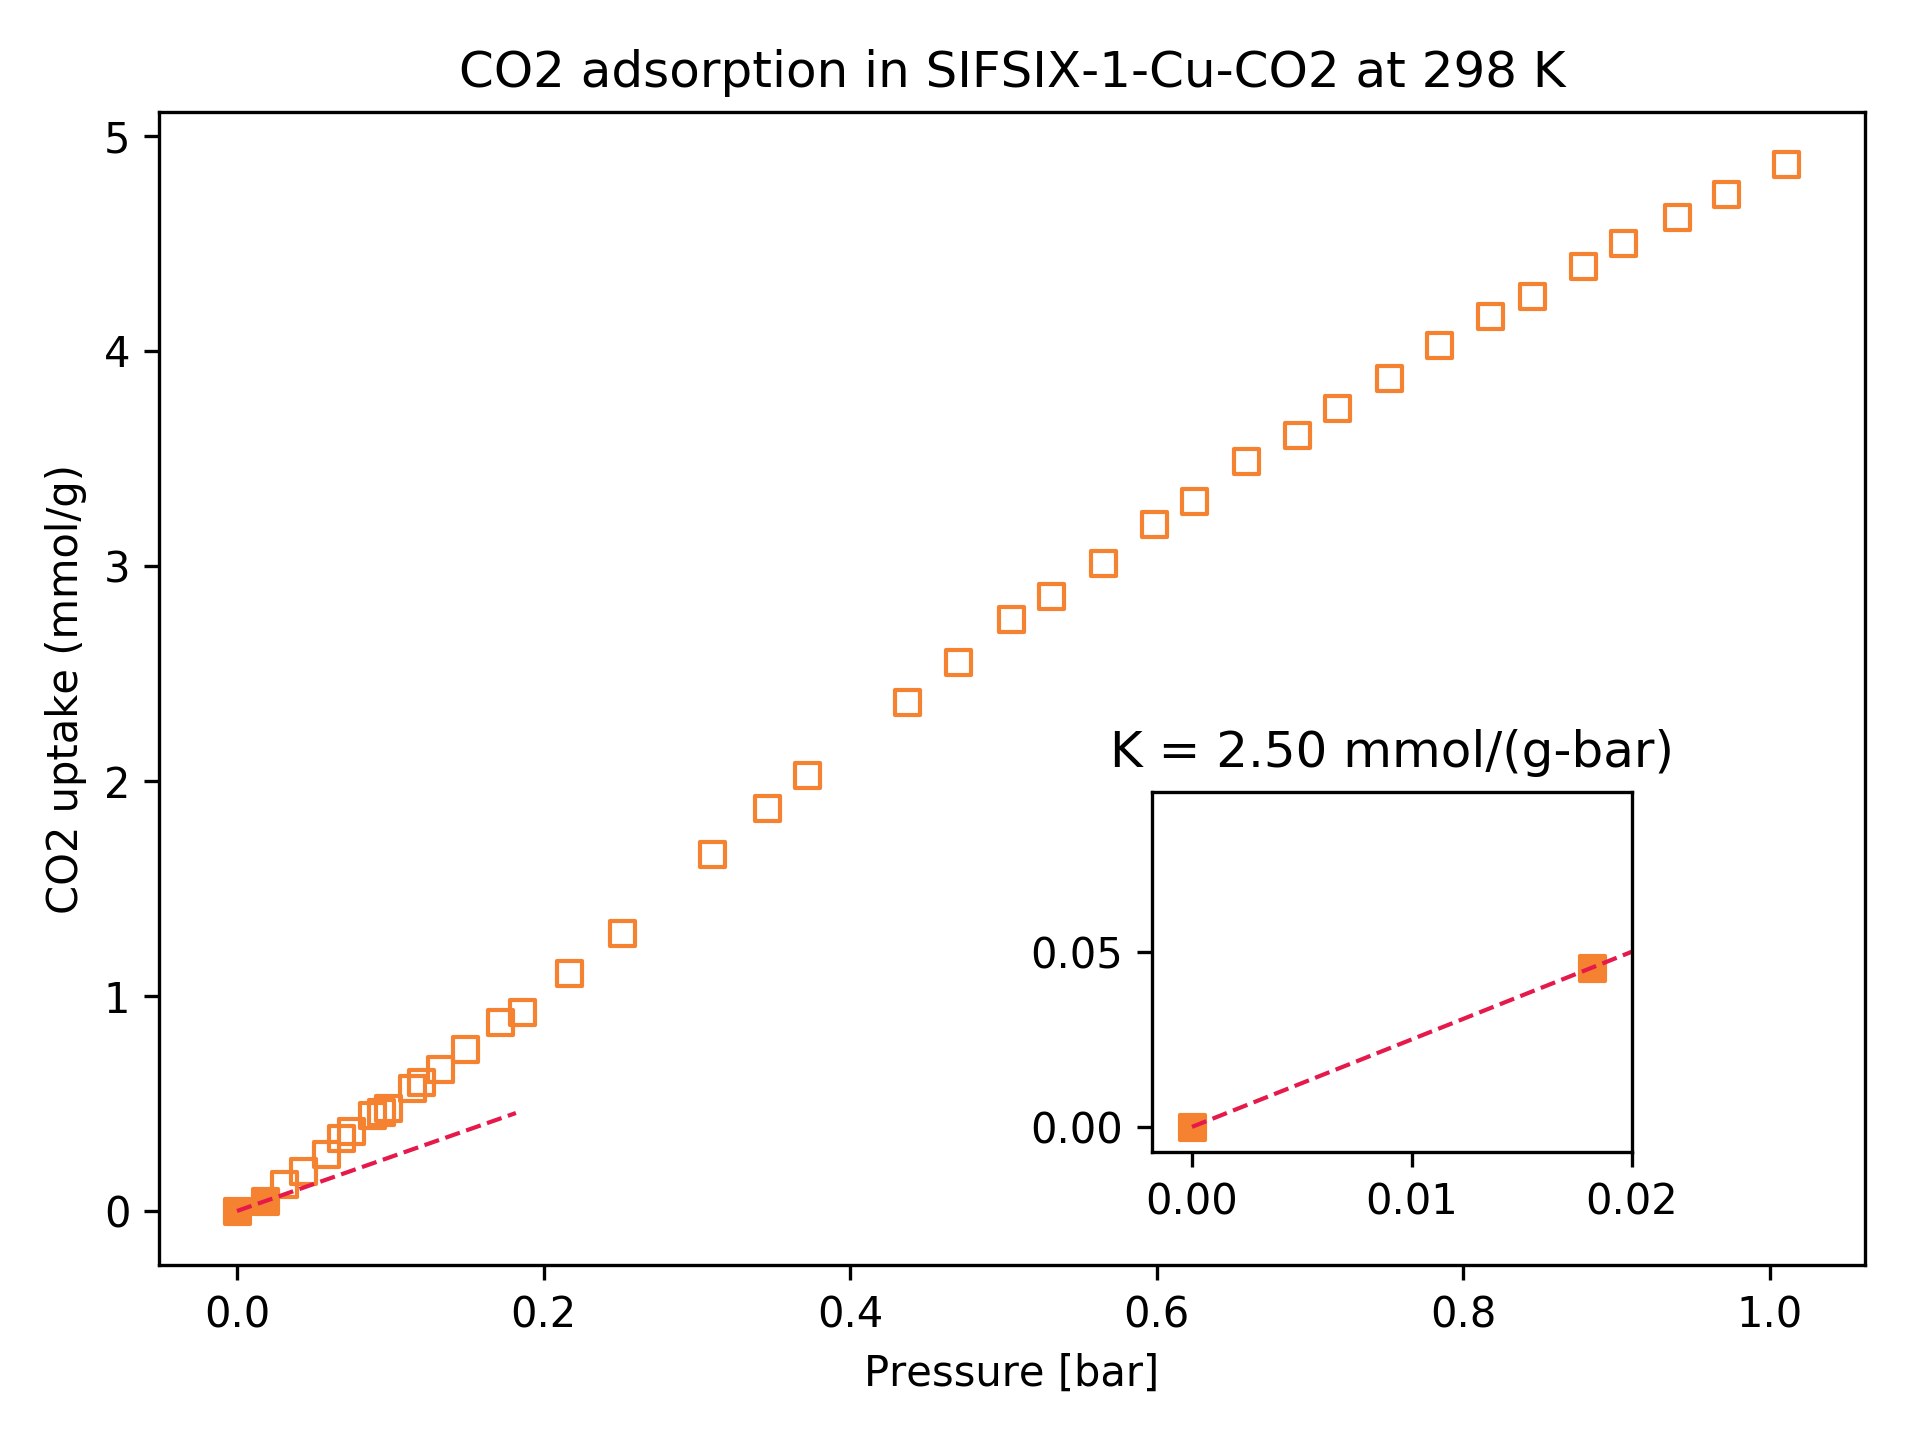 CO2 adsorption in SIFSIX-1-Cu-CO2 at 298 K
CO2 uptake (mmol/g)
5
4
3
2
1
0
K = 2.50 mmol/(g-bar)
0.05
0.00
0.00 0.01 0.02
0.0 0.2 0.4 0.6 0.8 1.0
Pressure [bar]